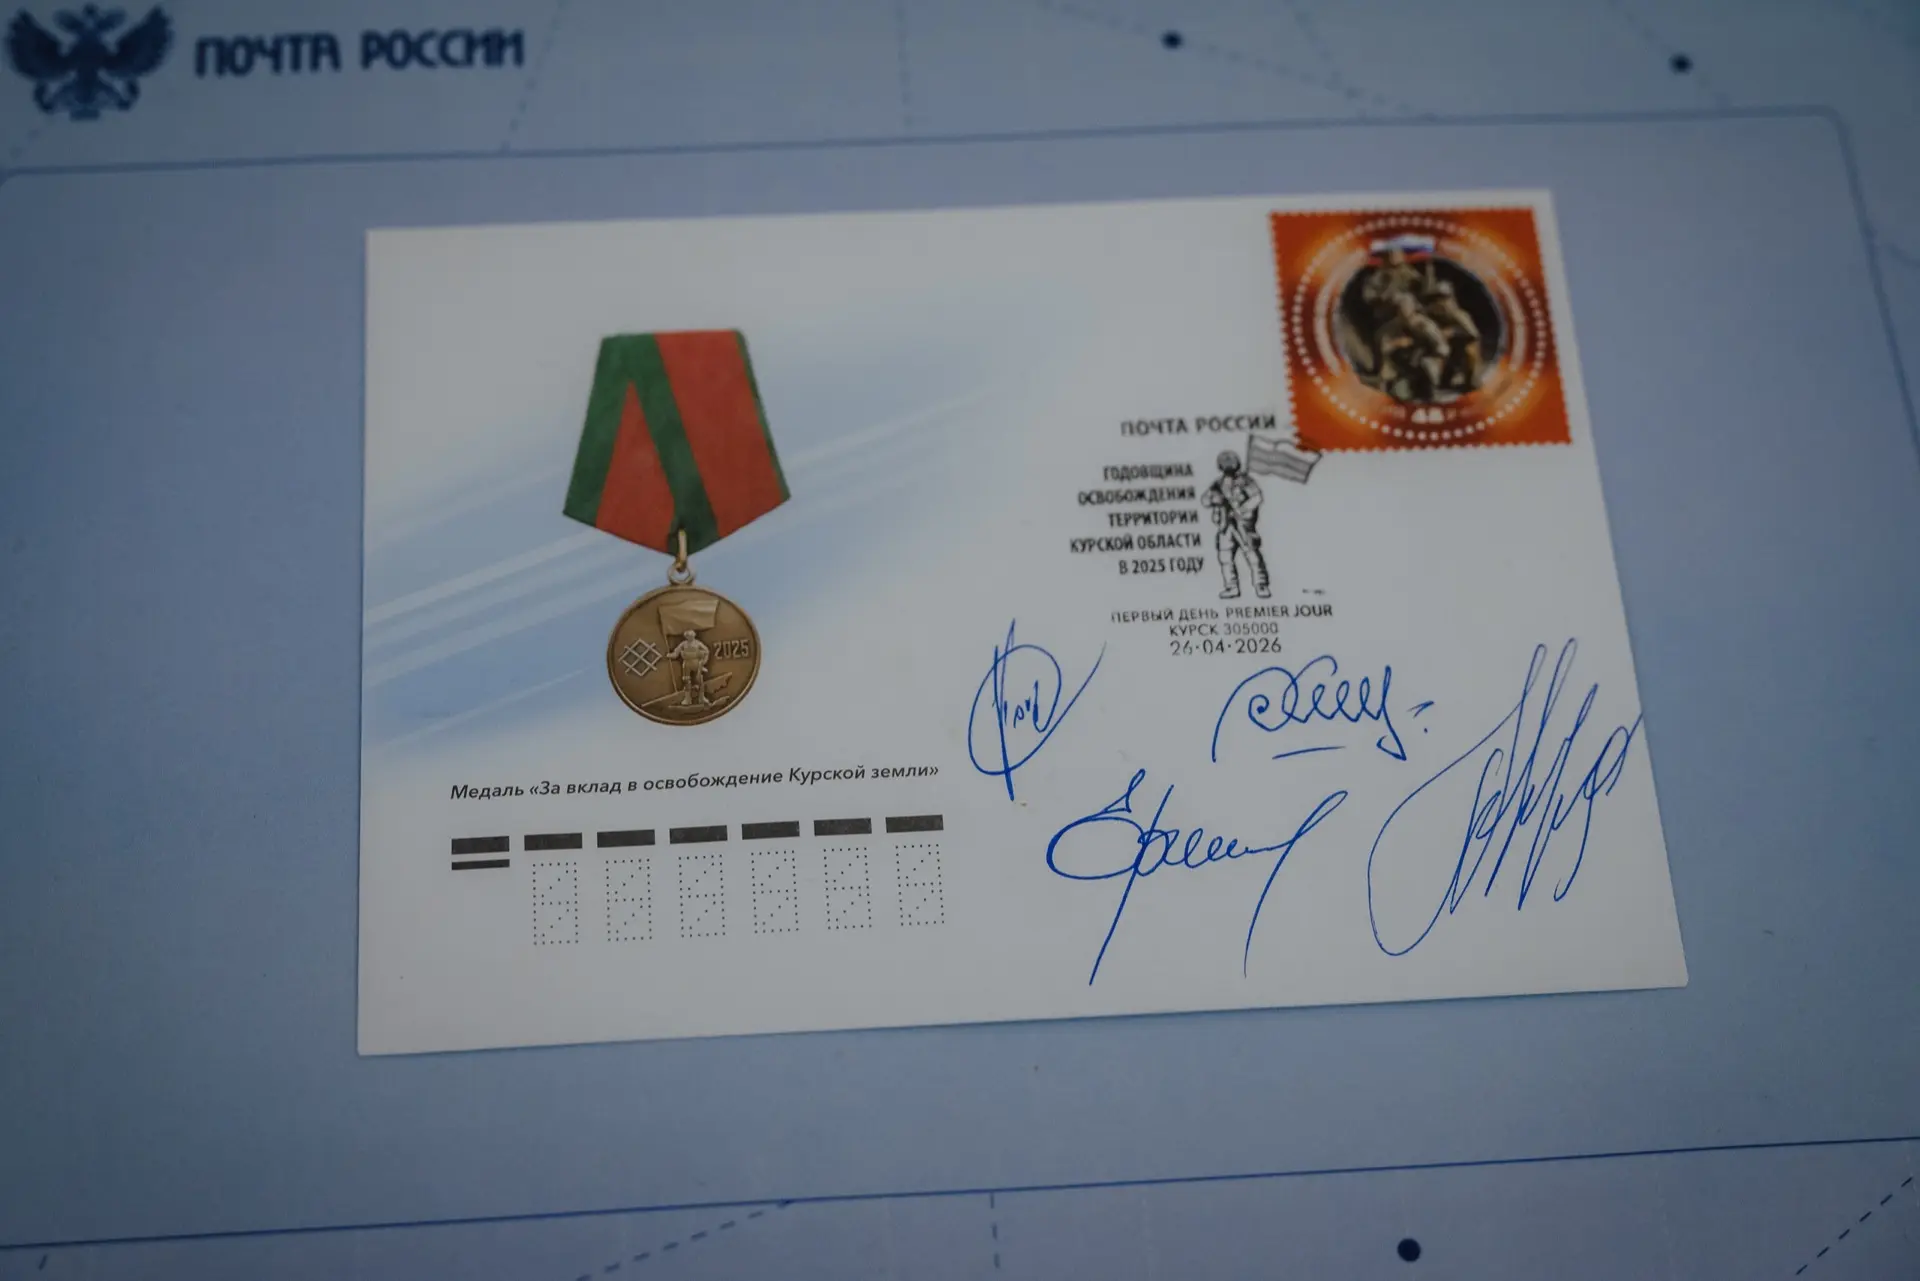 ПОЧТА РОССИИ
48
ПОЧТА РОССИИ
ГОДОВЩИНА
ОСВОБОЖДЕНИЯ
ТЕРРИТОРИИ
КУРСКОЙ ОБЛАСТИ
В 2025 ГОДУ
ПЕРВЫЙ ДЕНЬ PREMIER JOUR
КУРСК 305000
26·04·2026
2025
Медаль «За вклад в освобождение Курской земли»